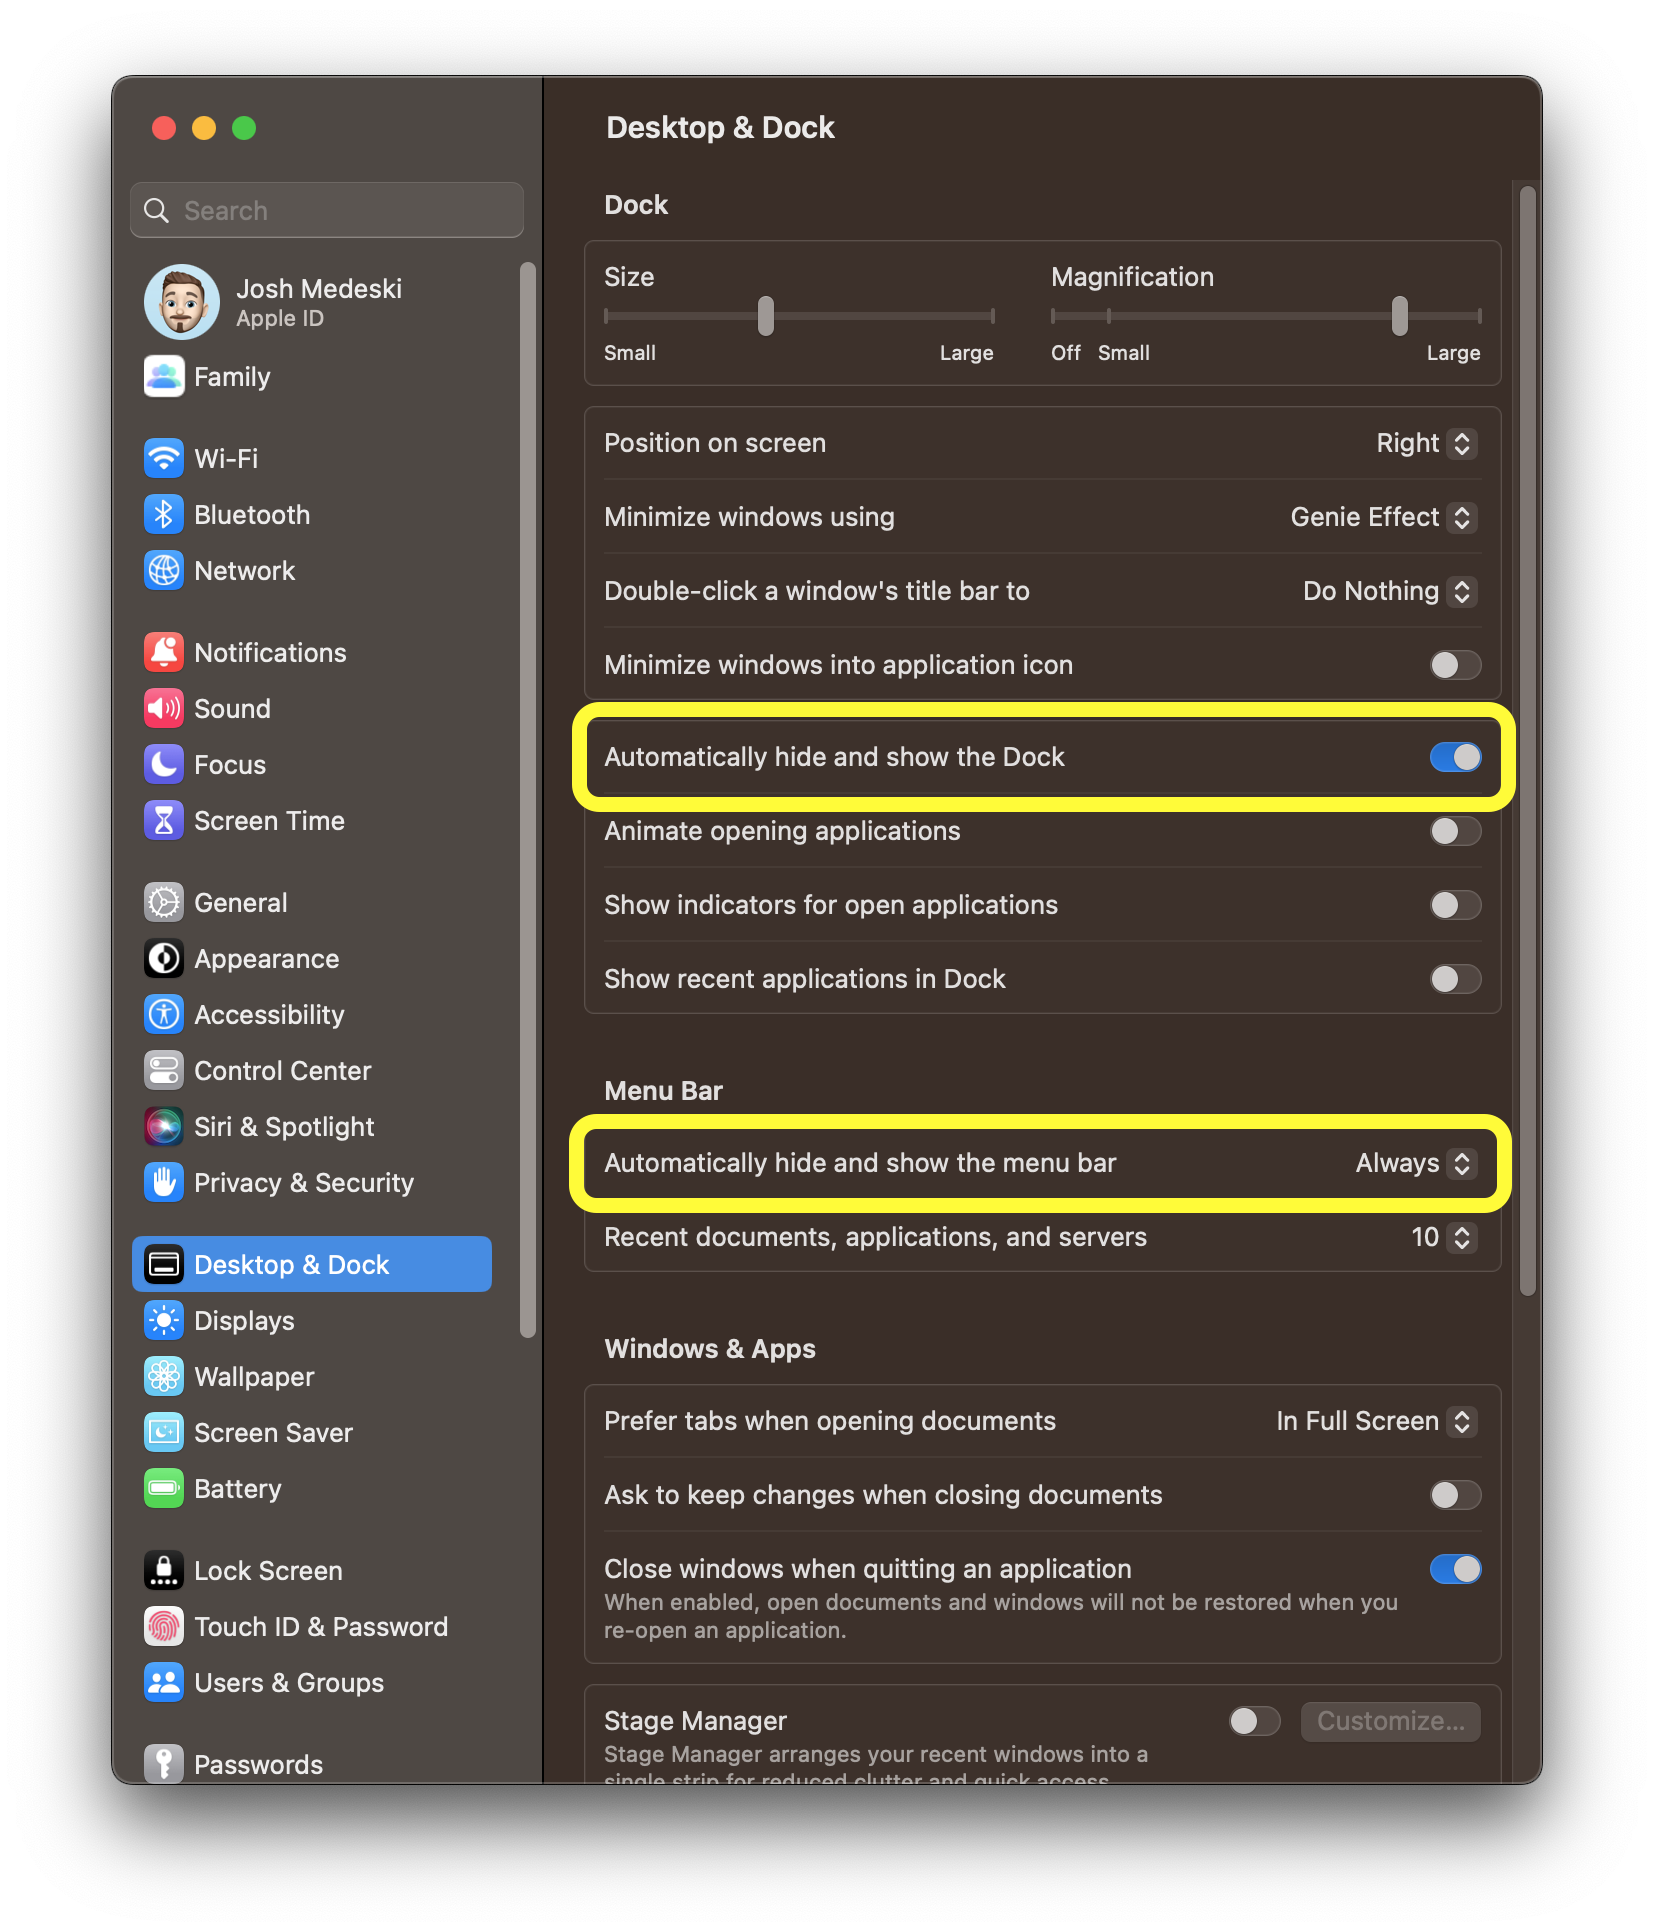 Search
Josh Medeski
Apple ID
Family
Wi-Fi
Bluetooth
Network
Notifications
Sound
Focus
Screen Time
General
Appearance
Accessibility
Control Center
Siri & Spotlight
Privacy & Security
Desktop & Dock
Displays
Wallpaper
Screen Saver
Battery
Lock Screen
Touch ID & Password
Users & Groups
Passwords
Desktop & Dock
Dock
Size
Small Large
Magnification
Off Small Large
Position on screen Right
Minimize windows using Genie Effect
Double-click a window's title bar to Do Nothing
Minimize windows into application icon
Automatically hide and show the Dock
Animate opening applications
Show indicators for open applications
Show recent applications in Dock
Menu Bar
Automatically hide and show the menu bar Always
Recent documents, applications, and servers 10
Windows & Apps
Prefer tabs when opening documents In Full Screen
Ask to keep changes when closing documents
Close windows when quitting an application
When enabled, open documents and windows will not be restored when you
re-open an application.
Stage Manager Customize...
Stage Manager arranges your recent windows into a
single strip for reduced clutter and quick access.